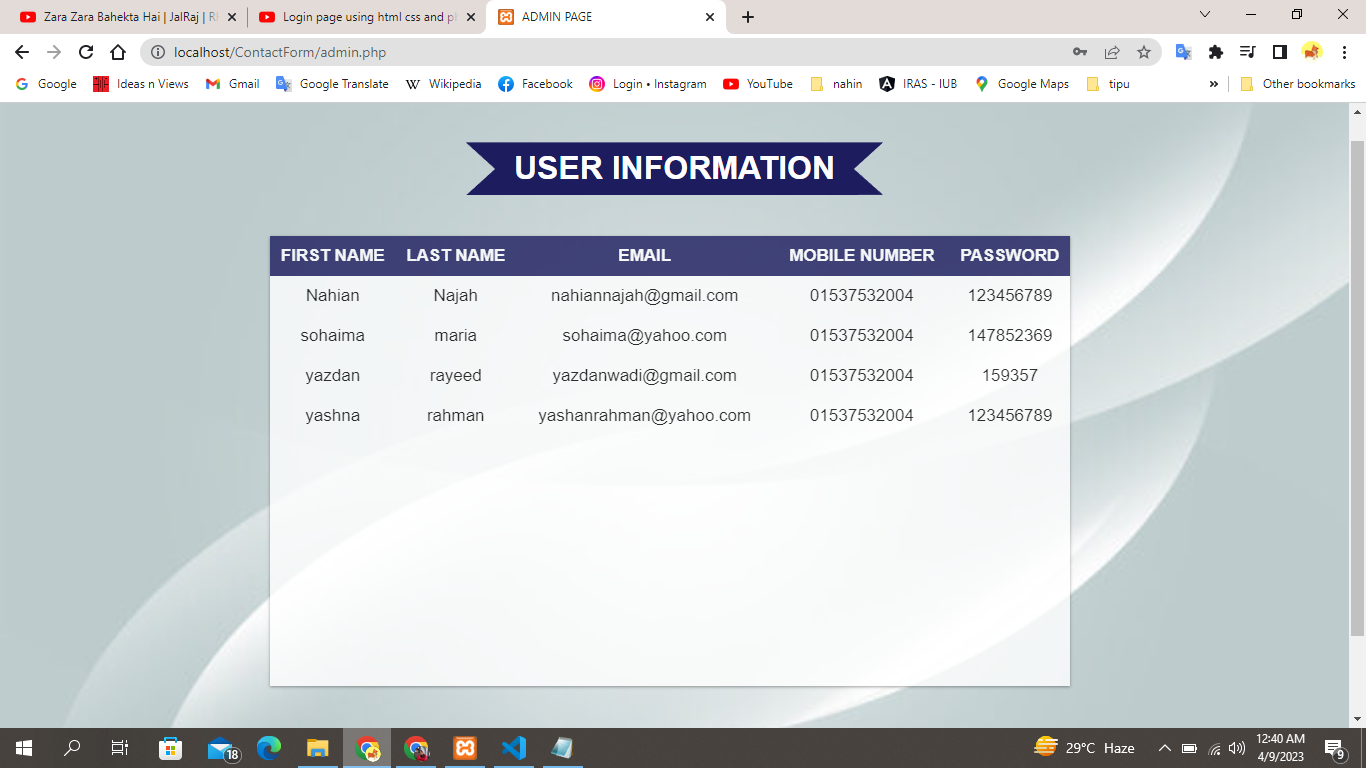 Zara Zara Bahekta Hai | JalRaj | R
Login page using html css and p
ADMIN PAGE
localhost/ContactForm/admin.php
Google Ideas n Views Gmail Google Translate Wikipedia Facebook Login • Instagram YouTube nahin IRAS - IUB Google Maps tipu » Other bookmarks
USER INFORMATION
FIRST NAME LAST NAME EMAIL MOBILE NUMBER PASSWORD
Nahian Najah nahiannajah@gmail.com 01537532004 123456789
sohaima maria sohaima@yahoo.com 01537532004 147852369
yazdan rayeed yazdanwadi@gmail.com 01537532004 159357
yashna rahman yashanrahman@yahoo.com 01537532004 123456789
18
29°C Haze
12:40 AM
4/9/2023
9